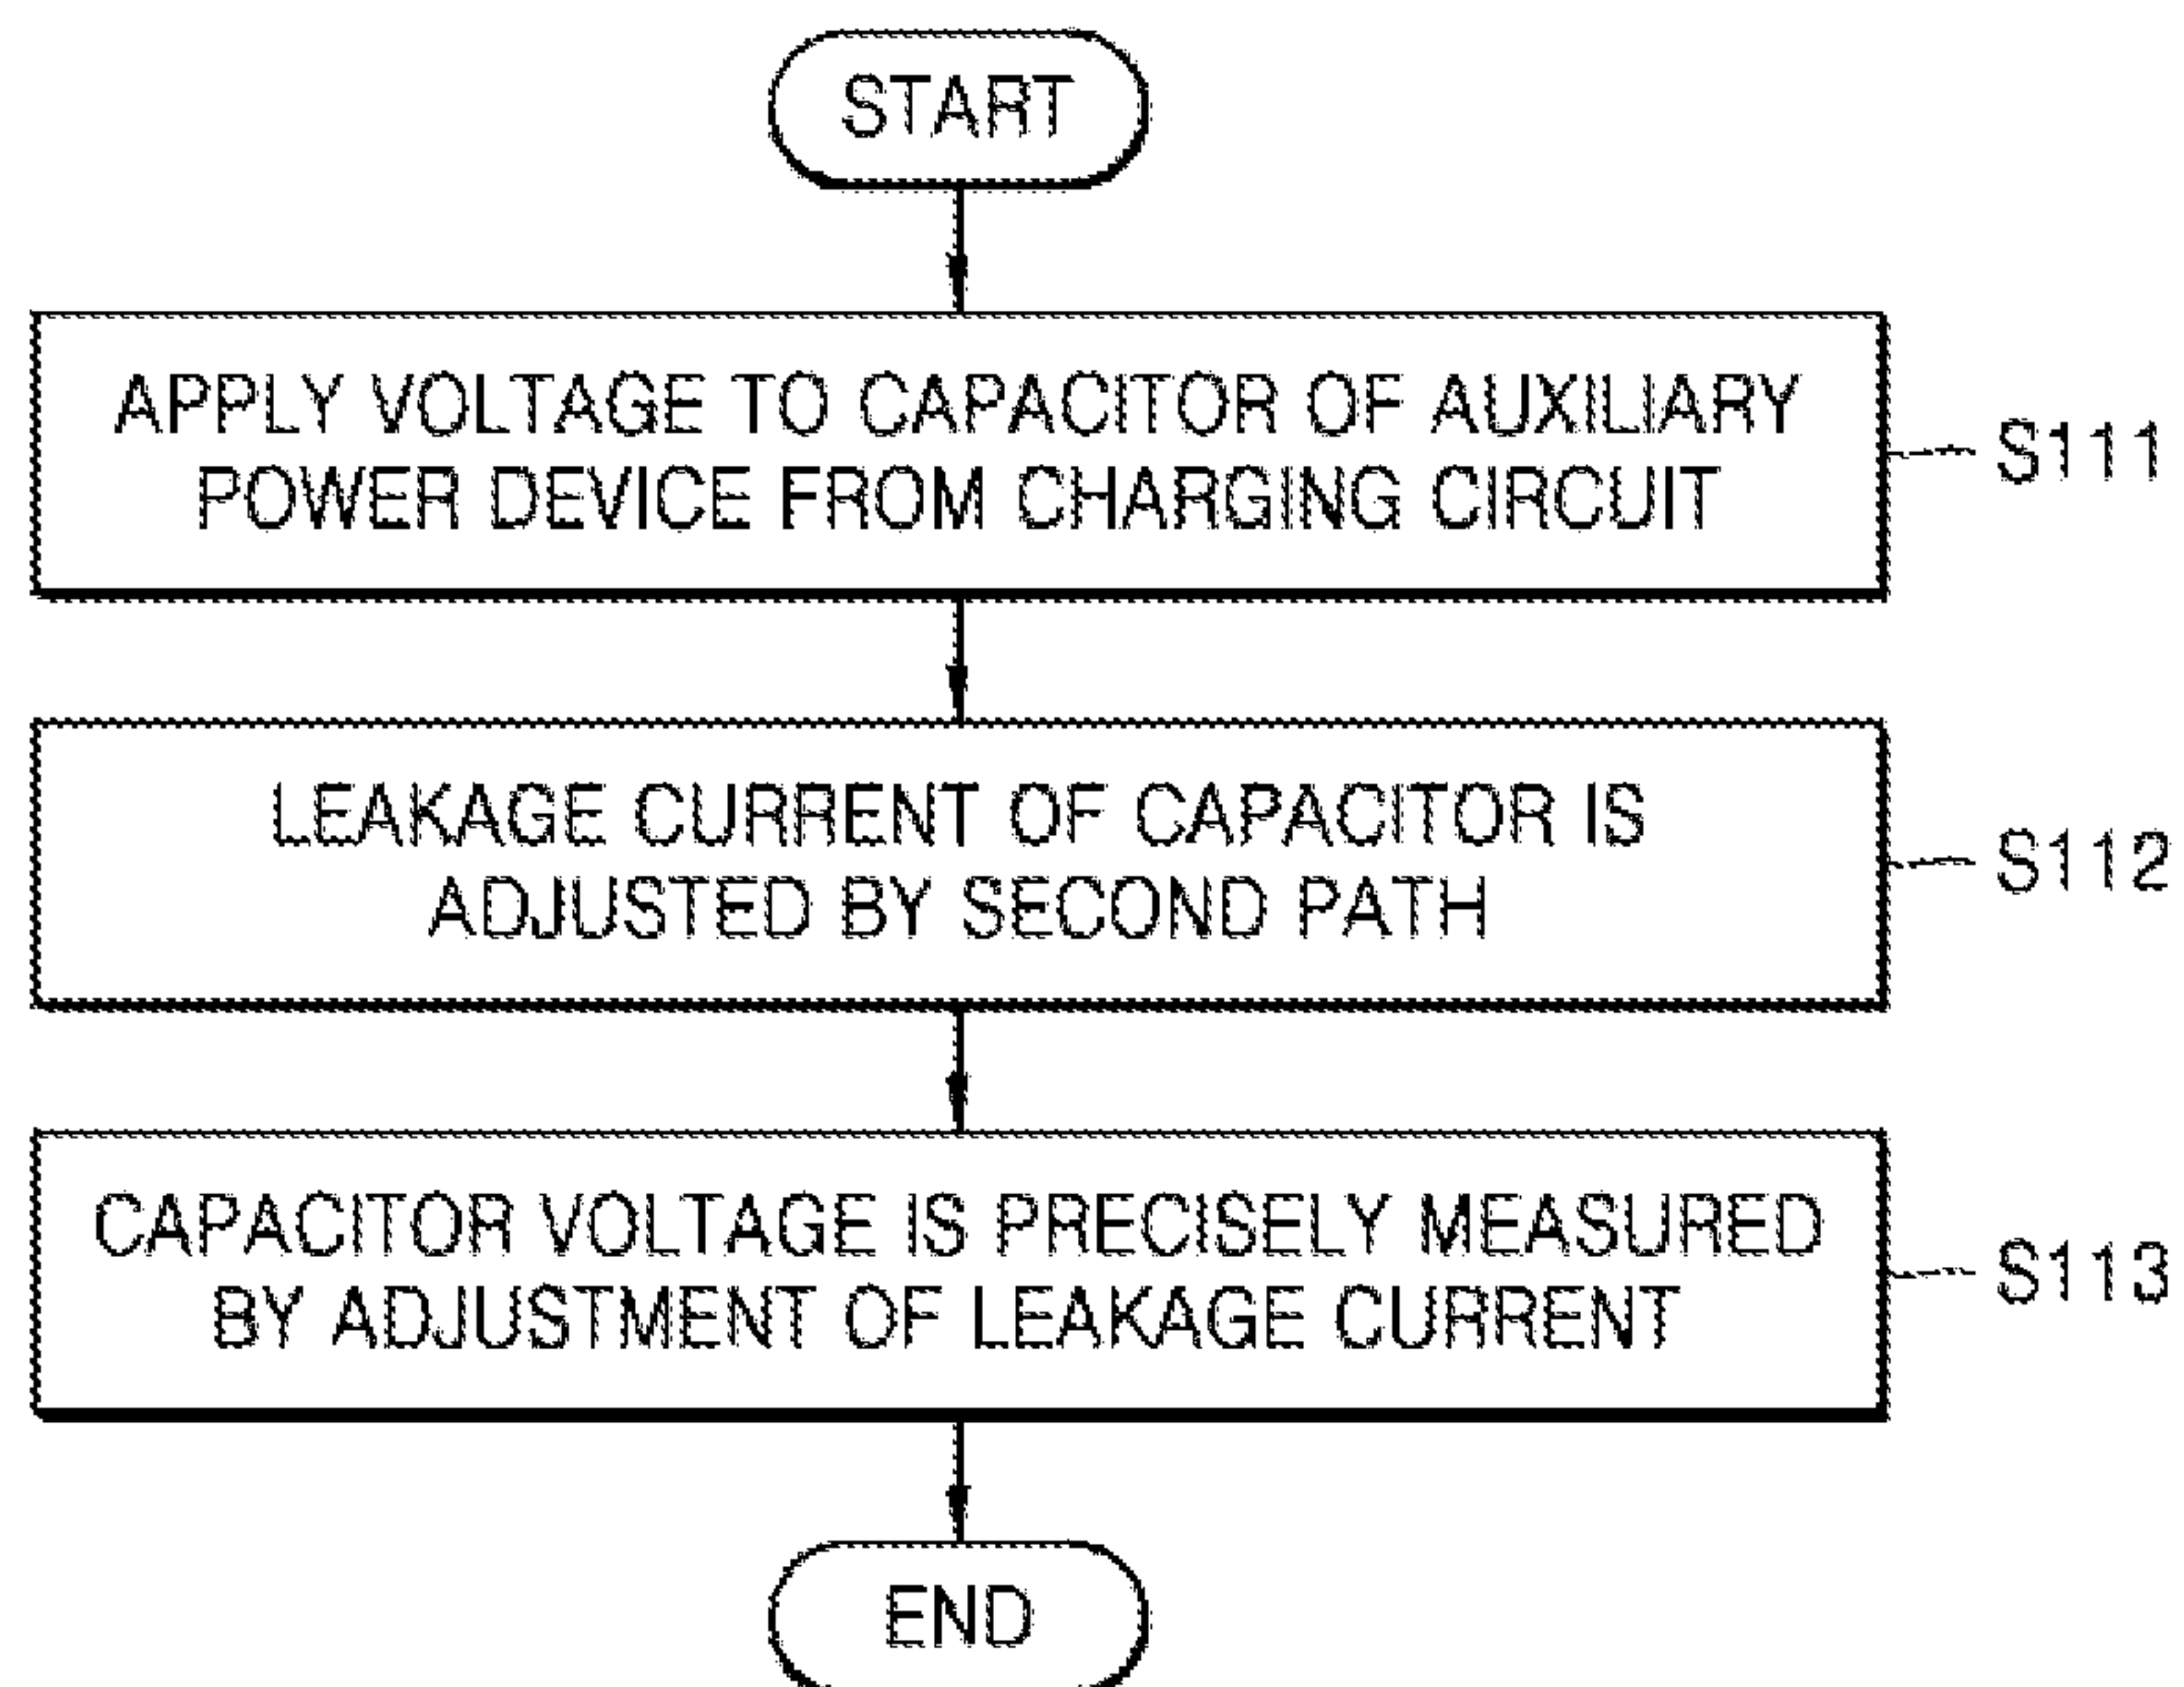 START
APPLY VOLTAGE TO CAPACITOR OF AUXILIARY
POWER DEVICE FROM CHARGING CIRCUIT
S111
LEAKAGE CURRENT OF CAPACITOR IS
ADJUSTED BY SECOND PATH
S112
CAPACITOR VOLTAGE IS PRECISELY MEASURED
BY ADJUSTMENT OF LEAKAGE CURRENT
S113
END